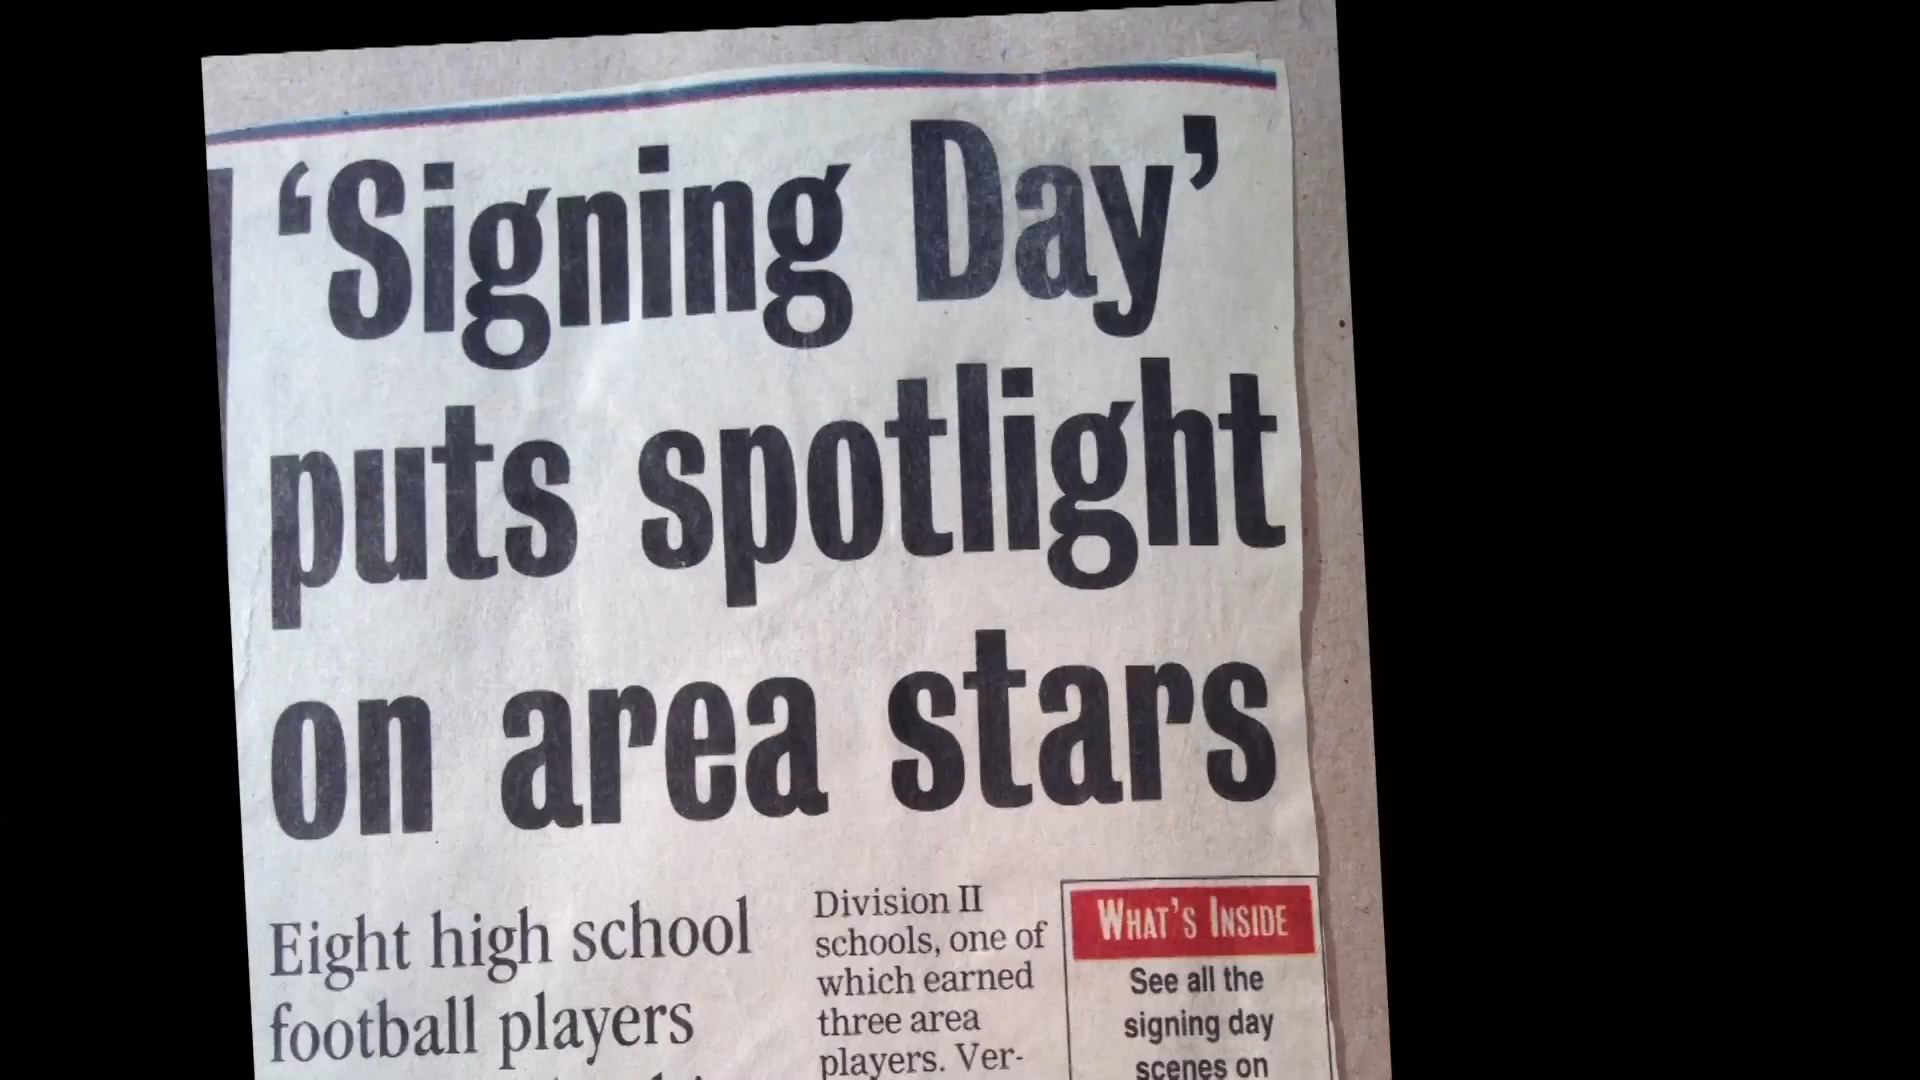 ‘Signing Day’
puts spotlight
on area stars
Eight high school
football players
Division II
schools, one of
which earned
three area
players. Ver-
WHAT'S INSIDE
See all the
signing day
scenes on